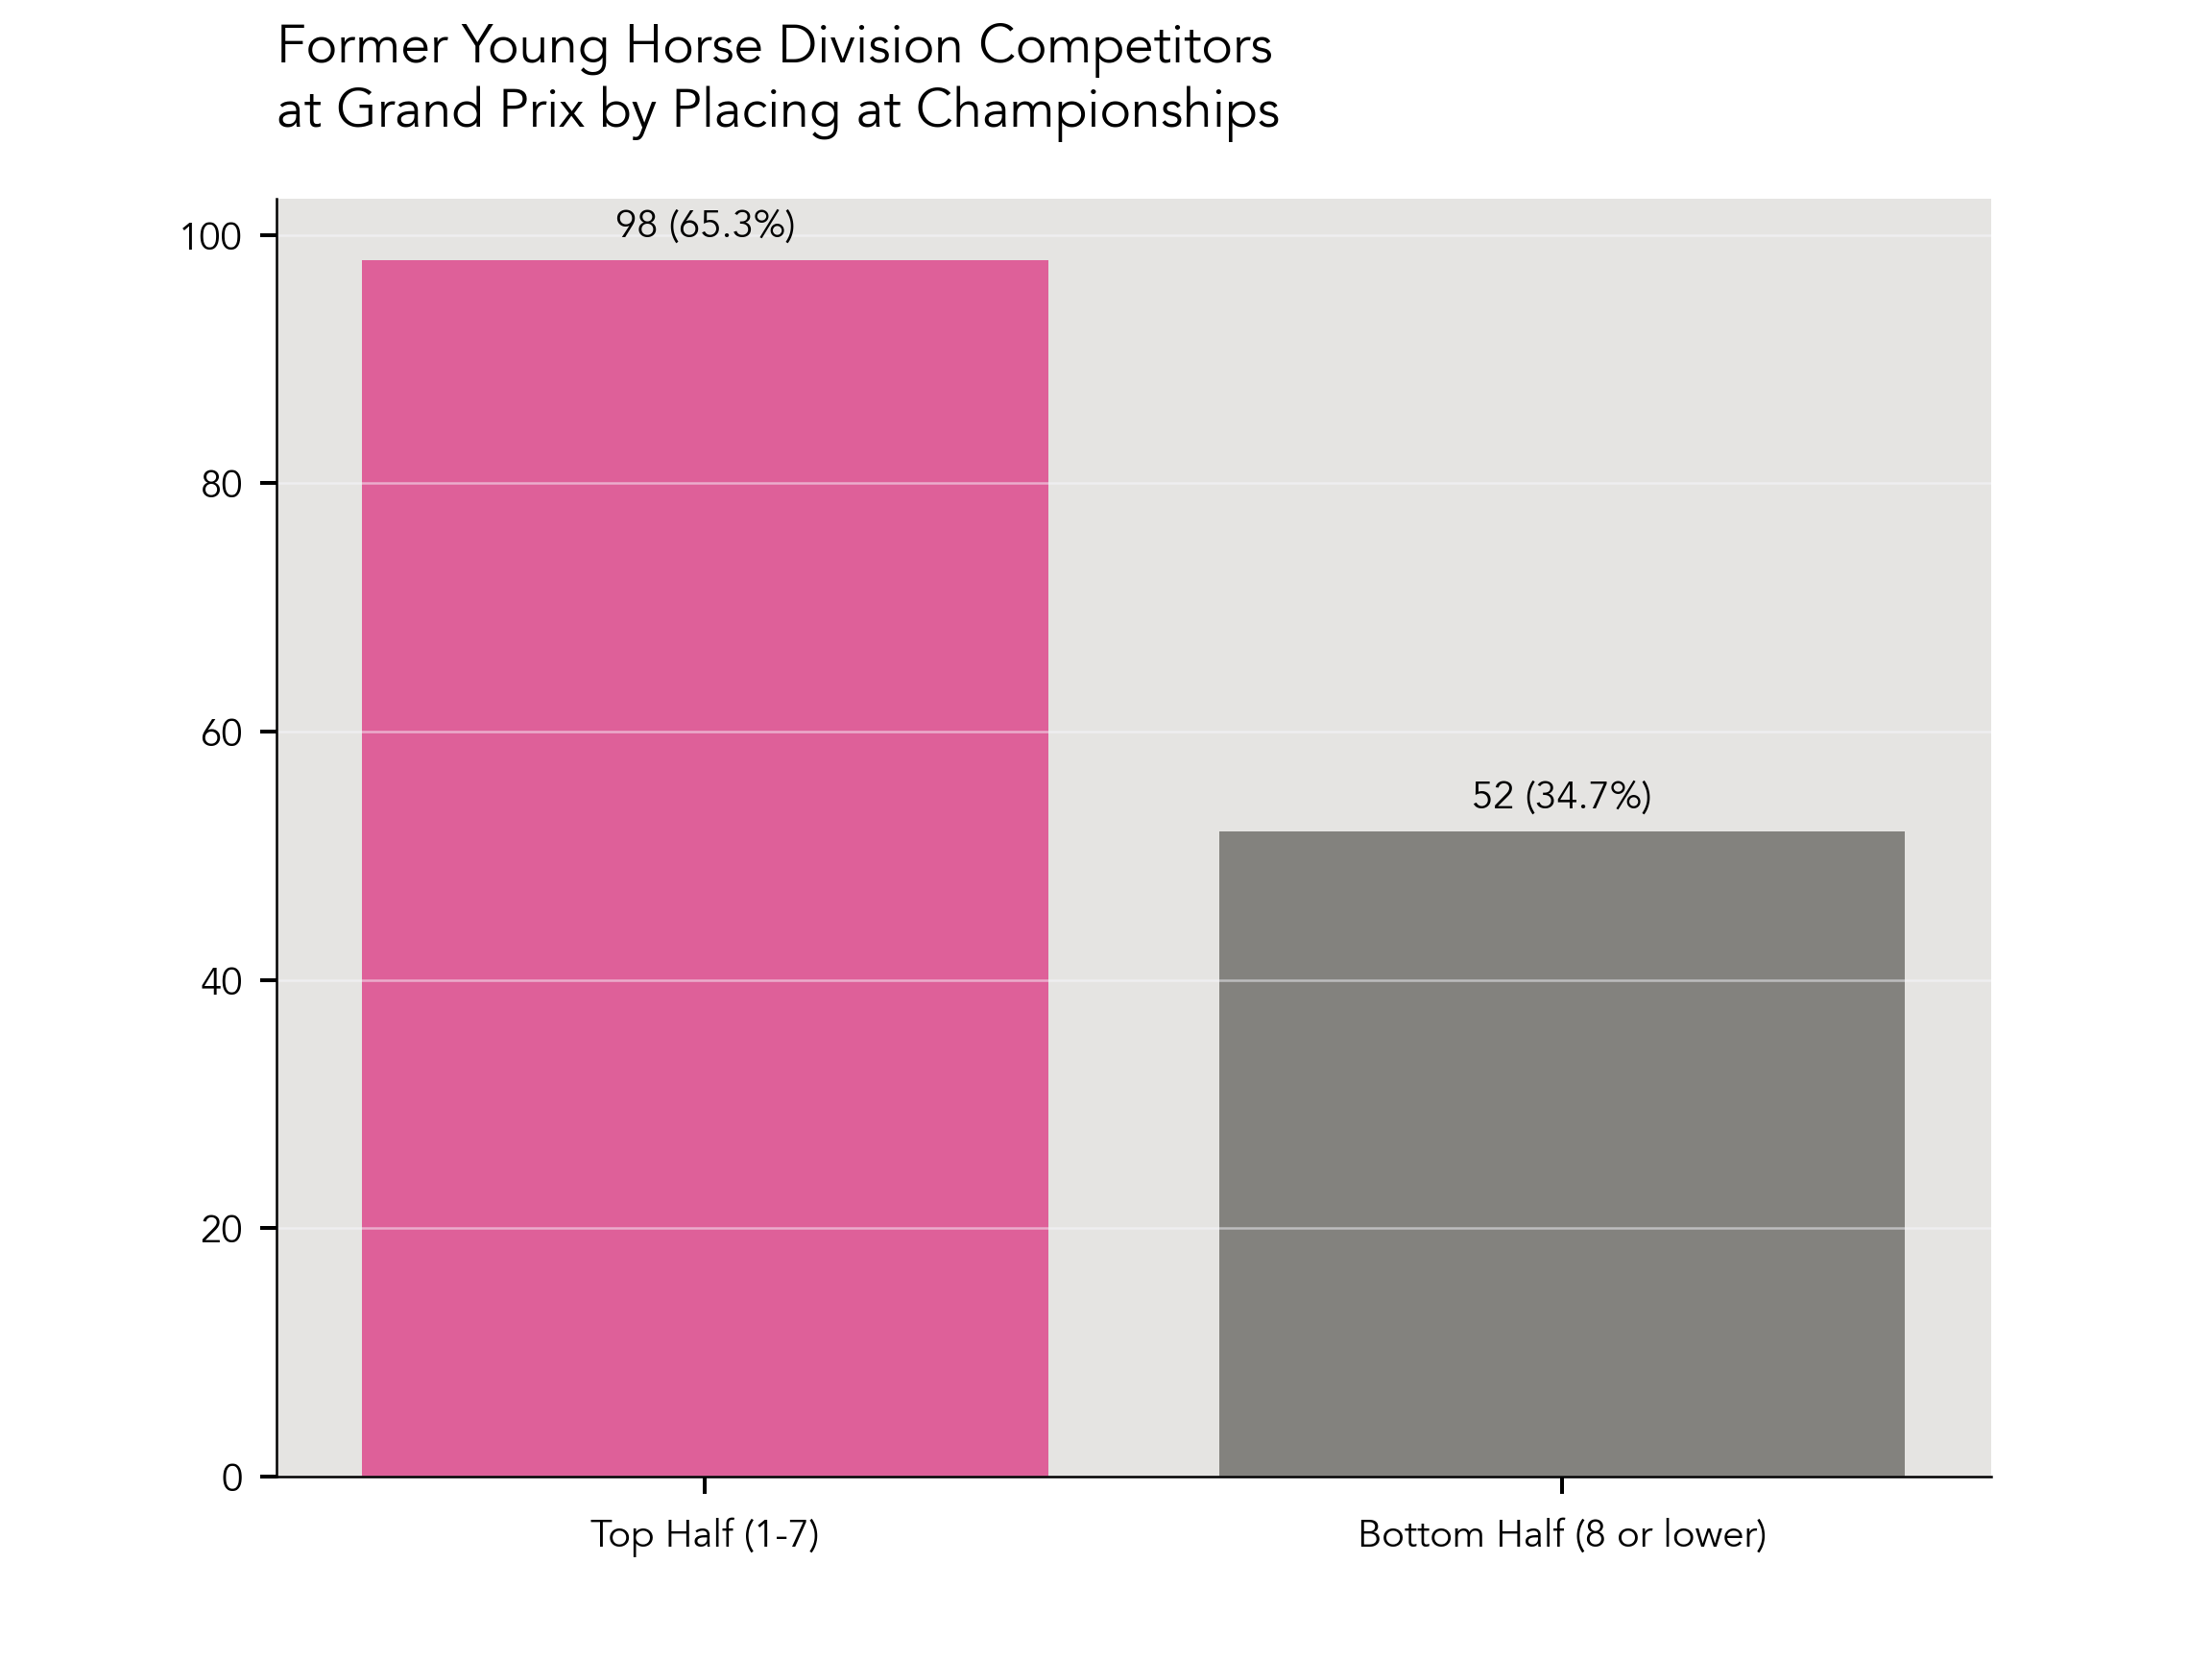 Former Young Horse Division Competitors
at Grand Prix by Placing at Championships
100
98 (65.3%)
80
60
52 (34.7%)
40
20
0
Top Half (1-7)
Bottom Half (8 or lower)